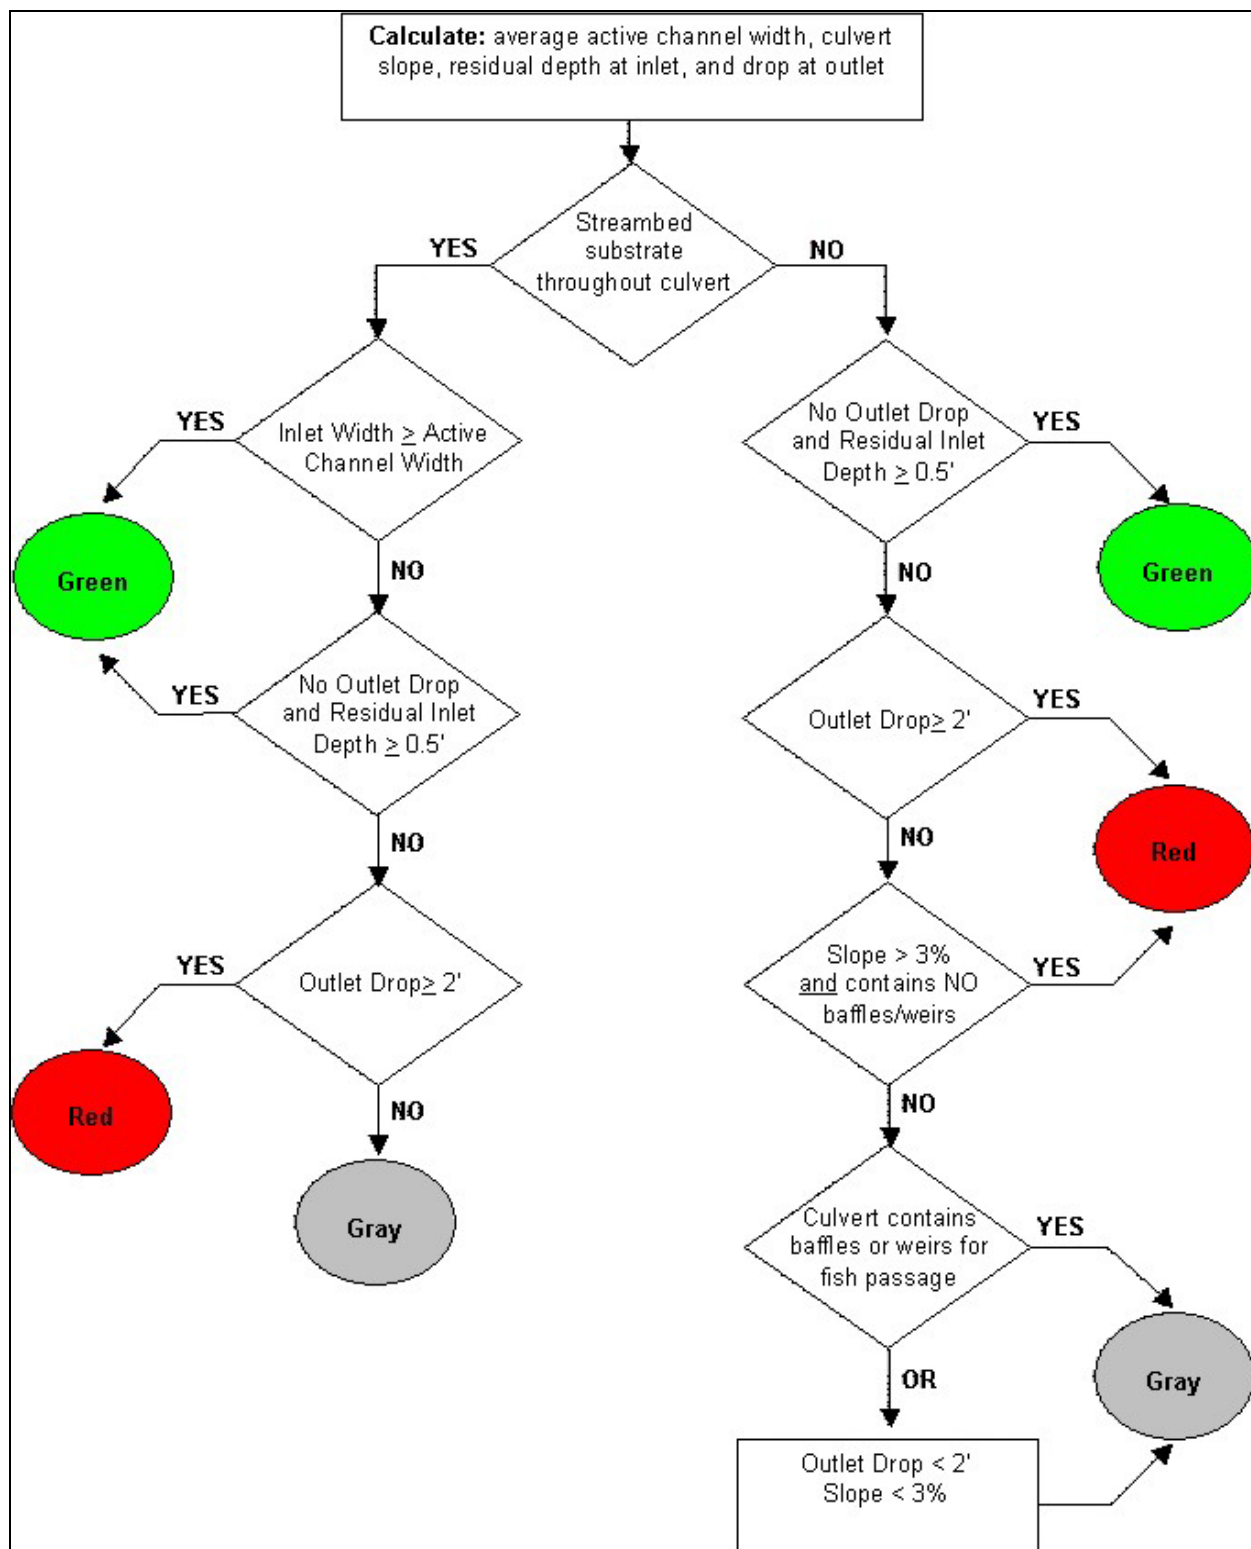 Calculate: average active channel width, culvert
slope, residual depth at inlet, and drop at outlet
Streambed
substrate
throughout culvert
YES
NO
Inlet Width ≥ Active
Channel Width
YES
NO
Green
No Outlet Drop
and Residual Inlet
Depth ≥ 0.5'
YES
NO
Outlet Drop≥ 2'
YES
NO
Red
Gray
No Outlet Drop
and Residual Inlet
Depth ≥ 0.5'
YES
NO
Green
Outlet Drop≥ 2'
YES
NO
Red
Slope > 3%
and contains NO
baffles/weirs
YES
NO
Culvert contains
baffles or weirs for
fish passage
YES
OR
Gray
Outlet Drop < 2'
Slope < 3%